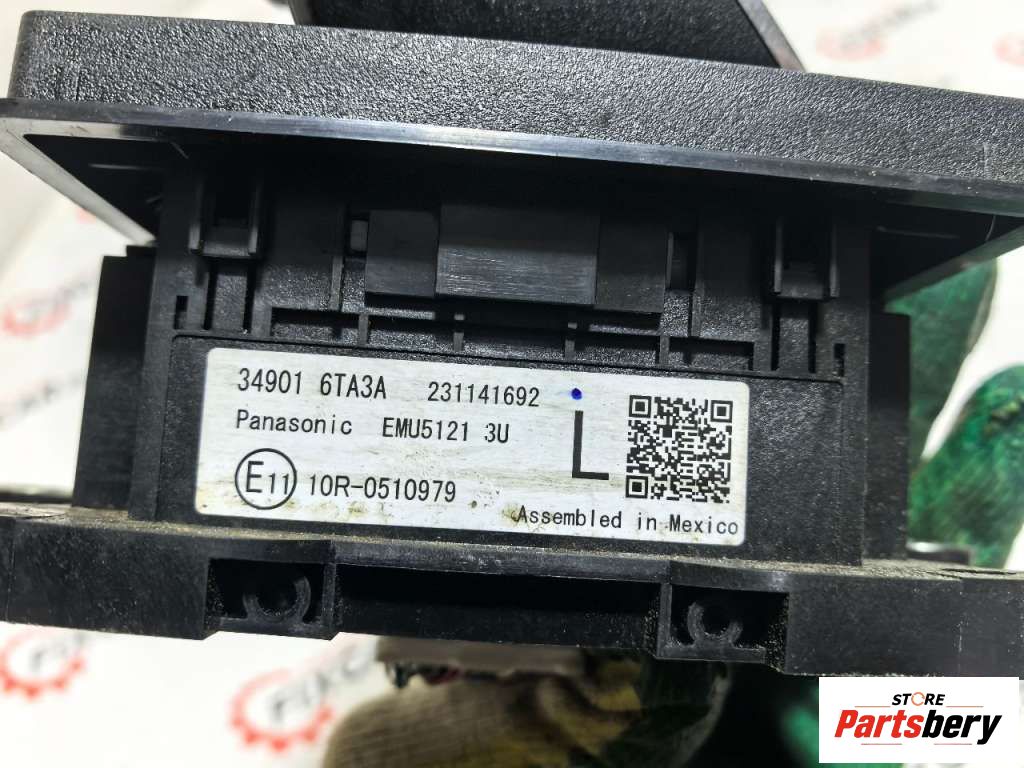 34901 6TA3A 231141692
Panasonic EMU5121 3U
L
E11 10R-0510979
Assembled in Mexico
STORE
Partsbery